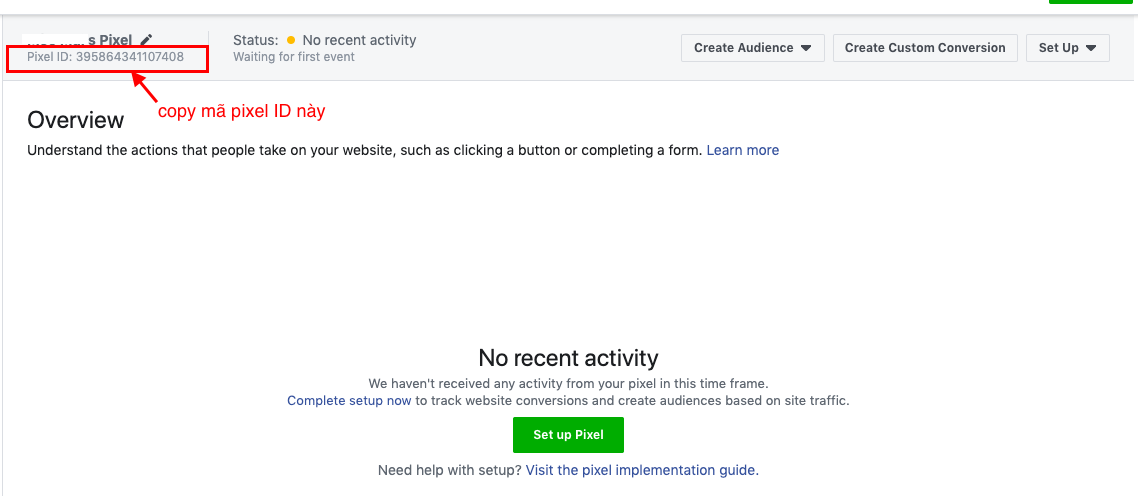 s Pixel
Pixel ID: 395864341107408
Status: No recent activity
Waiting for first event
Create Audience
Create Custom Conversion
Set Up
copy mã pixel ID này
Overview
Understand the actions that people take on your website, such as clicking a button or completing a form. Learn more
No recent activity
We haven't received any activity from your pixel in this time frame.
Complete setup now to track website conversions and create audiences based on site traffic.
Set up Pixel
Need help with setup? Visit the pixel implementation guide.